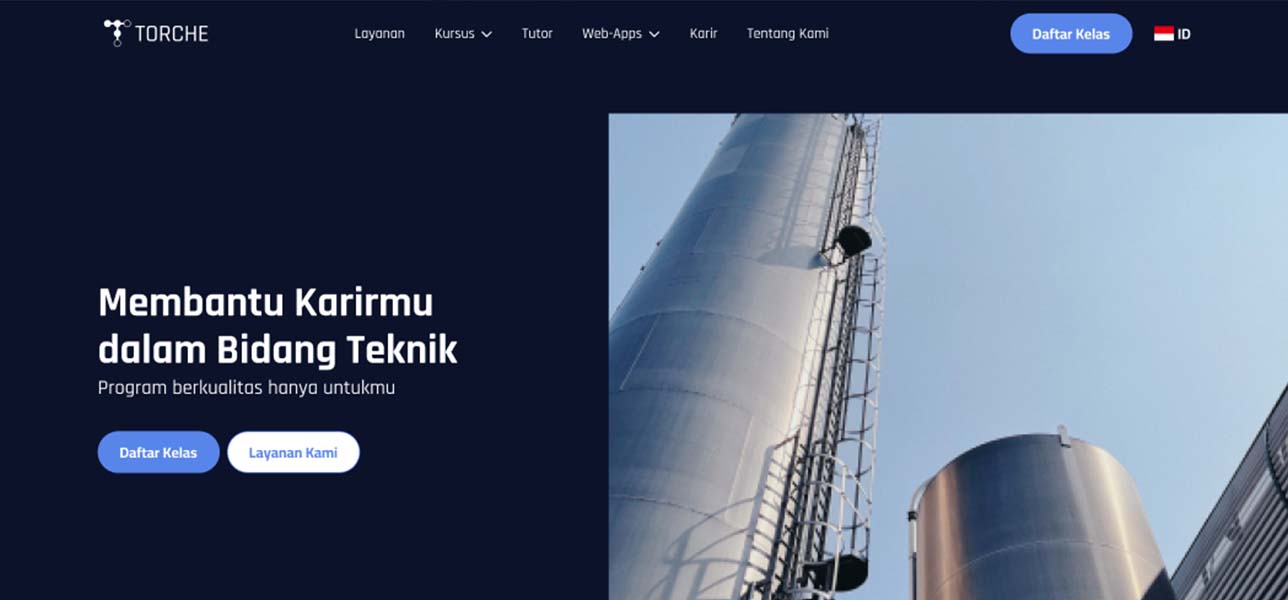 TORCHE
Layanan
Kursus
Tutor
Web-Apps
Karir
Tentang Kami
Daftar Kelas
ID
Membantu Karirmu
dalam Bidang Teknik
Program berkualitas hanya untukmu
Daftar Kelas
Layanan Kami